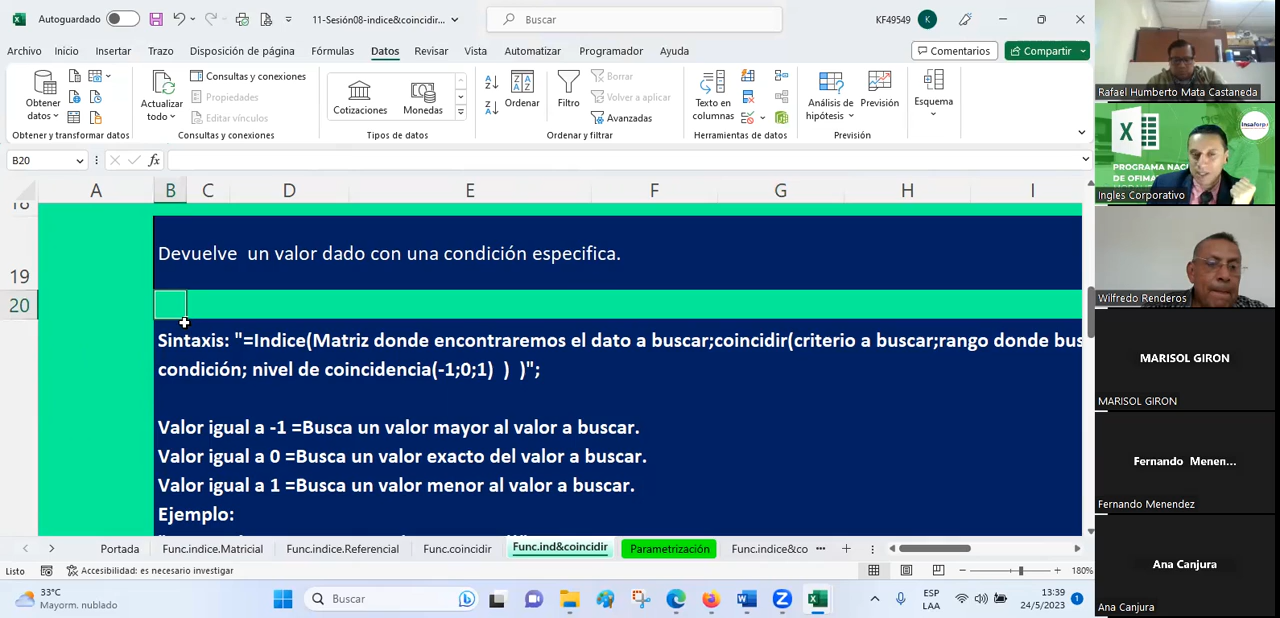 Autoguardado
11-Sesión08-indice&coincidir...
Buscar
KF49549
K
Archivo
Inicio
Insertar
Trazo
Disposición de página
Fórmulas
Datos
Revisar
Vista
Automatizar
Programador
Ayuda
Comentarios
Compartir
Obtener datos
Actualizar todo
Consultas y conexiones
Propiedades
Editar vínculos
Cotizaciones
Monedas
Ordenar
Filtro
Borrar
Volver a aplicar
Avanzadas
Texto en columnas
Análisis de hipótesis
Previsión
Esquema
Obtener y transformar datos
Consultas y conexiones
Tipos de datos
Ordenar y filtrar
Herramientas de datos
Previsión
B20
fx
A B C D E F G H I
19
20
Devuelve un valor dado con una condición especifica.
Sintaxis: "=Indice(Matriz donde encontraremos el dato a buscar;coincidir(criterio a buscar;rango donde bus
condición; nivel de coincidencia(-1;0;1) ) )";
Valor igual a -1 =Busca un valor mayor al valor a buscar.
Valor igual a 0 =Busca un valor exacto del valor a buscar.
Valor igual a 1 =Busca un valor menor al valor a buscar.
Ejemplo:
Portada
Func.indice.Matricial
Func.indice.Referencial
Func.coincidir
Func.ind&coincidir
Parametrización
Func.indice&co
Listo
Accesibilidad: es necesario investigar
180%
33°C
Mayorm. nublado
Buscar
ESP
LAA
13:39
24/5/2023
1
Rafael Humberto Mata Castaneda
PROGRAMA NAC
DE OFIMÁ
Ingles Corporativo
Wilfredo Renderos
MARISOL GIRON
MARISOL GIRON
Fernando Menen...
Fernando Menendez
Ana Canjura
Ana Canjura